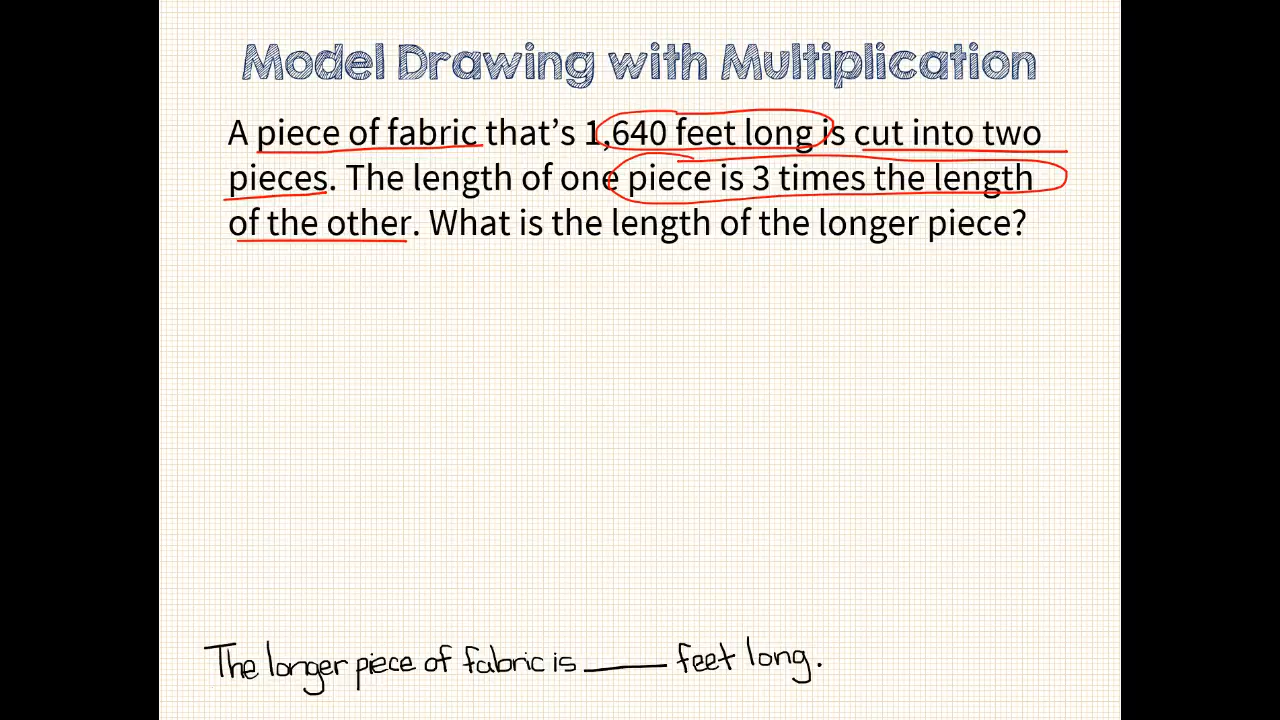 Model Drawing with Multiplication
A piece of fabric that’s 1,640 feet long is cut into two
pieces. The length of one piece is 3 times the length
of the other. What is the length of the longer piece?
The longer piece of fabric is _____ feet long.